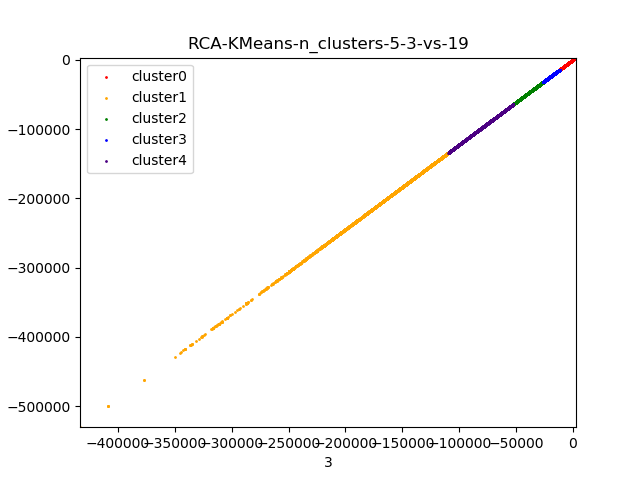 RCA-KMeans-n_clusters-5-3-vs-19
0
−100000
−200000
−300000
−400000
−500000
cluster0
cluster1
cluster2
cluster3
cluster4
−400000 −350000 −300000 −250000 −200000 −150000 −100000 −50000 0
3